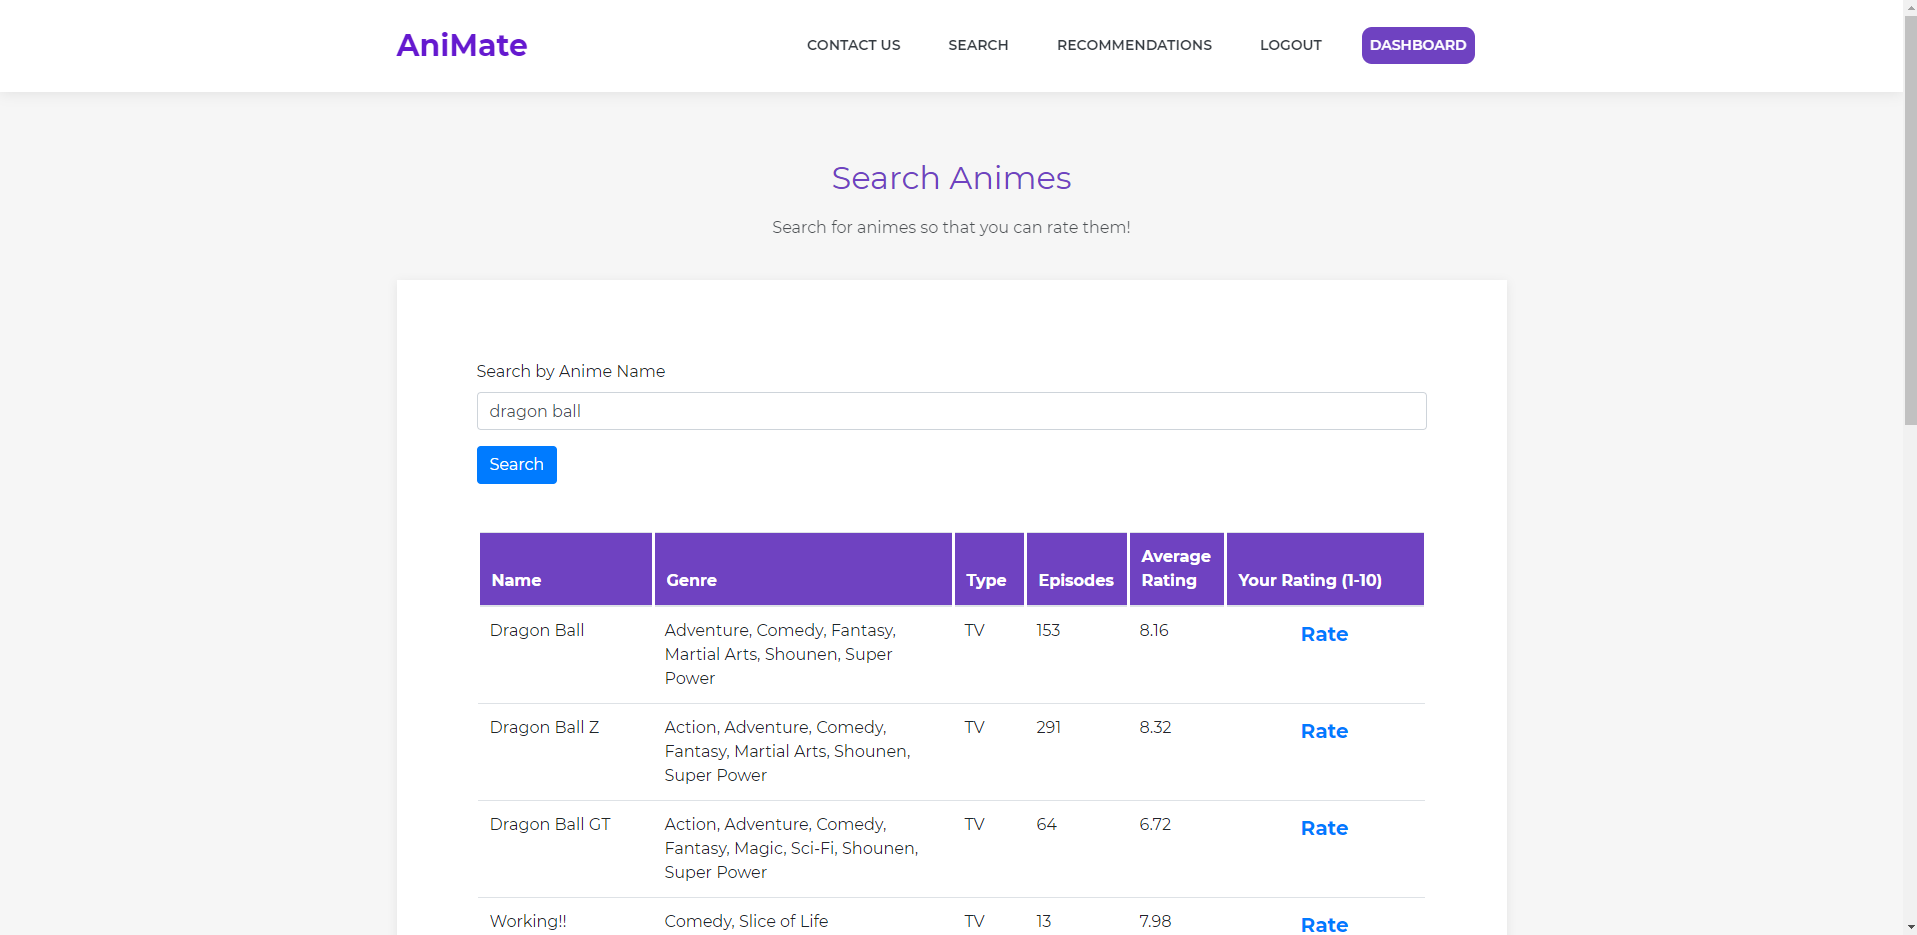 AniMate
CONTACT US
SEARCH
RECOMMENDATIONS
LOGOUT
DASHBOARD
Search Animes
Search for animes so that you can rate them!
Search by Anime Name
dragon ball
Search
Name Genre Type Episodes Average Rating Your Rating (1-10)
Dragon Ball Adventure, Comedy, Fantasy, TV 153 8.16 Rate
Martial Arts, Shounen, Super
Power
Dragon Ball Z Action, Adventure, Comedy, TV 291 8.32 Rate
Fantasy, Martial Arts, Shounen,
Super Power
Dragon Ball GT Action, Adventure, Comedy, TV 64 6.72 Rate
Fantasy, Magic, Sci-Fi, Shounen,
Super Power
Working!! Comedy, Slice of Life TV 13 7.98 Rate